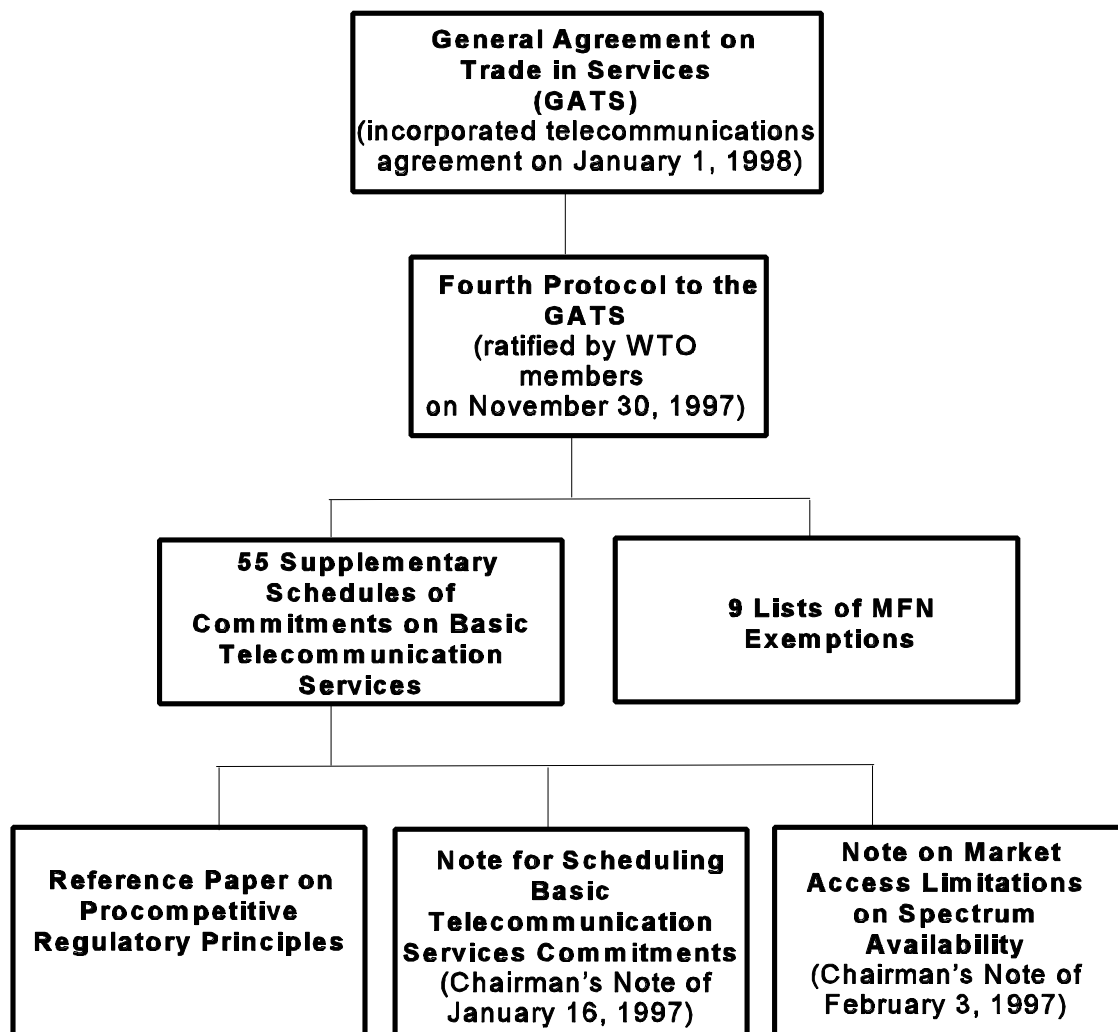 General Agreement on
Trade in Services
(GATS)
(incorporated telecommunications
agreement on January 1, 1998)
Fourth Protocol to the
GATS
(ratified by WTO
members
on November 30, 1997)
55 Supplementary
Schedules of
Commitments on Basic
Telecommunication
Services
9 Lists of MFN
Exemptions
Reference Paper on
Procompetitive
Regulatory Principles
Note for Scheduling
Basic
Telecommunication
Services Commitments
(Chairman's Note of
January 16, 1997)
Note on Market
Access Limitations
on Spectrum
Availability
(Chairman's Note of
February 3, 1997)